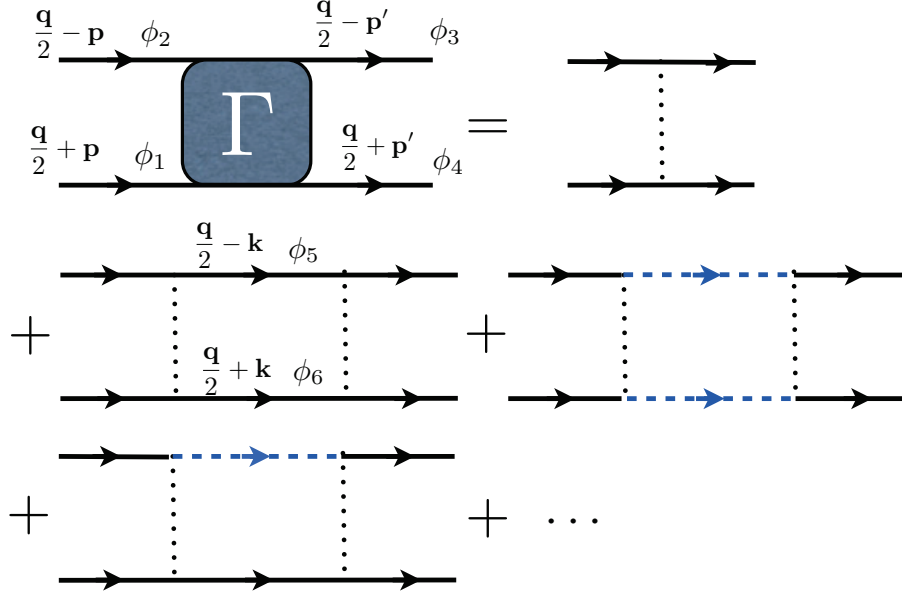 q/2 − p ϕ₂ q/2 − p′ ϕ₃
Γ =
q/2 + p ϕ₁ q/2 + p′ ϕ₄
q/2 − k ϕ₅
+ +
q/2 + k ϕ₆
+ + ⋯